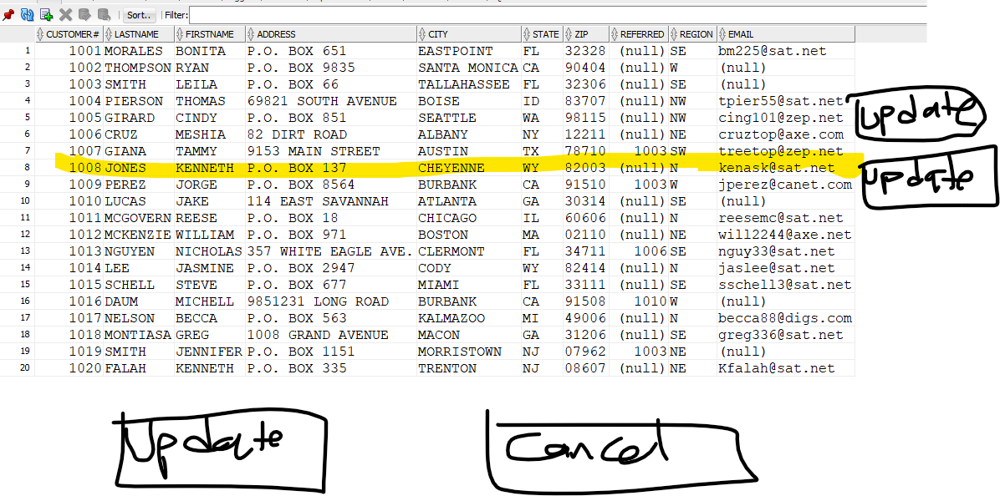 Sort.. Filter:
CUSTOMER# LASTNAME FIRSTNAME ADDRESS CITY STATE ZIP REFERRED REGION EMAIL
1 1001 MORALES BONITA P.O. BOX 651 EASTPOINT FL 32328 (null) SE bm225@sat.net
2 1002 THOMPSON RYAN P.O. BOX 9835 SANTA MONICA CA 90404 (null) W (null)
3 1003 SMITH LEILA P.O. BOX 66 TALLAHASSEE FL 32306 (null) SE (null)
4 1004 PIERSON THOMAS 69821 SOUTH AVENUE BOISE ID 83707 (null) NW tpier55@sat.net
update
5 1005 GIRARD CINDY P.O. BOX 851 SEATTLE WA 98115 (null) NW cing101@zep.net
6 1006 CRUZ MESHIA 82 DIRT ROAD ALBANY NY 12211 (null) NE cruztop@axe.com
7 1007 GIANA TAMMY 9153 MAIN STREET AUSTIN TX 78710 1003 SW treetop@zep.net
8 1008 JONES KENNETH P.O. BOX 137 CHEYENNE WY 82003 (null) N kenask@sat.net
update
9 1009 PEREZ JORGE P.O. BOX 8564 BURBANK CA 91510 1003 W jperez@canet.com
10 1010 LUCAS JAKE 114 EAST SAVANNAH ATLANTA GA 30314 (null) SE (null)
11 1011 MCGOVERN REESE P.O. BOX 18 CHICAGO IL 60606 (null) N reesemc@sat.net
12 1012 MCKENZIE WILLIAM P.O. BOX 971 BOSTON MA 02110 (null) NE will2244@axe.net
13 1013 NGUYEN NICHOLAS 357 WHITE EAGLE AVE. CLERMONT FL 34711 1006 SE nguy33@sat.net
14 1014 LEE JASMINE P.O. BOX 2947 CODY WY 82414 (null) N jaslee@sat.net
15 1015 SCHELL STEVE P.O. BOX 677 MIAMI FL 33111 (null) SE sschell3@sat.net
16 1016 DAUM MICHELL 9851231 LONG ROAD BURBANK CA 91508 1010 W (null)
17 1017 NELSON BECCA P.O. BOX 563 KALMAZOO MI 49006 (null) N becca88@digs.com
18 1018 MONTIASA GREG 1008 GRAND AVENUE MACON GA 31206 (null) SE greg336@sat.net
19 1019 SMITH JENNIFER P.O. BOX 1151 MORRISTOWN NJ 07962 1003 NE (null)
20 1020 FALAH KENNETH P.O. BOX 335 TRENTON NJ 08607 (null) NE Kfalah@sat.net
Update Cancel